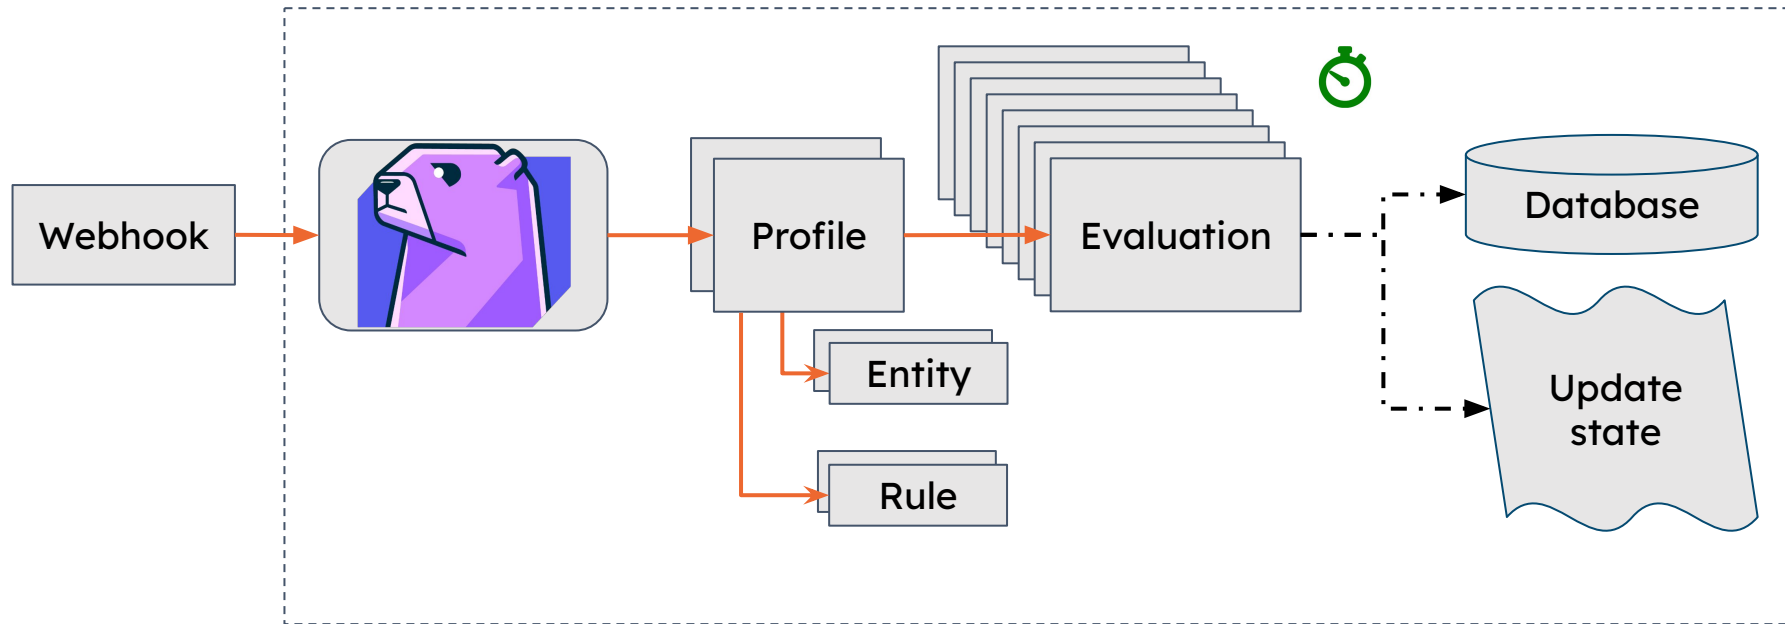 Webhook
Profile
Evaluation
Database
Entity
Update
state
Rule